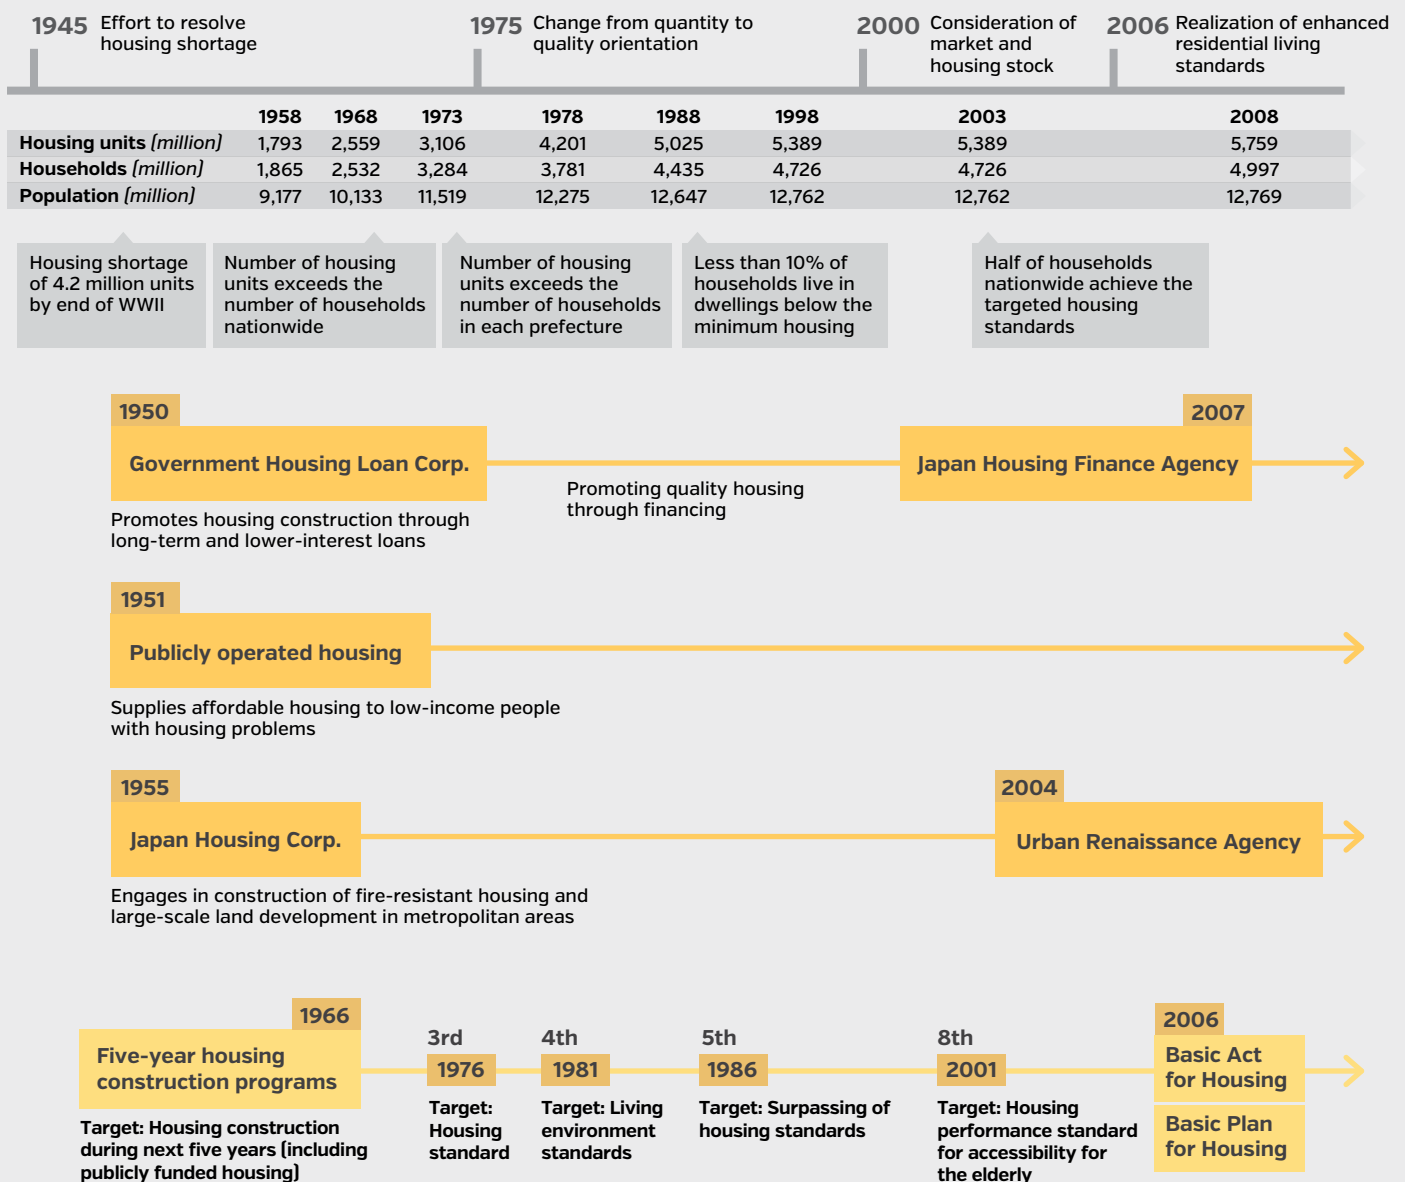 1945 Effort to resolve
housing shortage
1975 Change from quantity to
quality orientation
2000 Consideration of
market and
housing stock
2006 Realization of enhanced
residential living
standards
1958 1968 1973 1978 1988 1998 2003 2008
Housing units (million) 1,793 2,559 3,106 4,201 5,025 5,389 5,389 5,759
Households (million) 1,865 2,532 3,284 3,781 4,435 4,726 4,726 4,997
Population (million) 9,177 10,133 11,519 12,275 12,647 12,762 12,762 12,769
Housing shortage
of 4.2 million units
by end of WWII
Number of housing
units exceeds the
number of households
nationwide
Number of housing
units exceeds the
number of households
in each prefecture
Less than 10% of
households live in
dwellings below the
minimum housing
Half of households
nationwide achieve the
targeted housing
standards
1950
Government Housing Loan Corp.
Promotes housing construction through
long-term and lower-interest loans
Promoting quality housing
through financing
2007
Japan Housing Finance Agency
1951
Publicly operated housing
Supplies affordable housing to low-income people
with housing problems
1955
Japan Housing Corp.
Engages in construction of fire-resistant housing and
large-scale land development in metropolitan areas
2004
Urban Renaissance Agency
1966
Five-year housing
construction programs
Target: Housing construction
during next five years (including
publicly funded housing)
3rd
1976
Target:
Housing
standard
4th
1981
Target: Living
environment
standards
5th
1986
Target: Surpassing of
housing standards
8th
2001
Target: Housing
performance standard
for accessibility for
the elderly
2006
Basic Act
for Housing
Basic Plan
for Housing